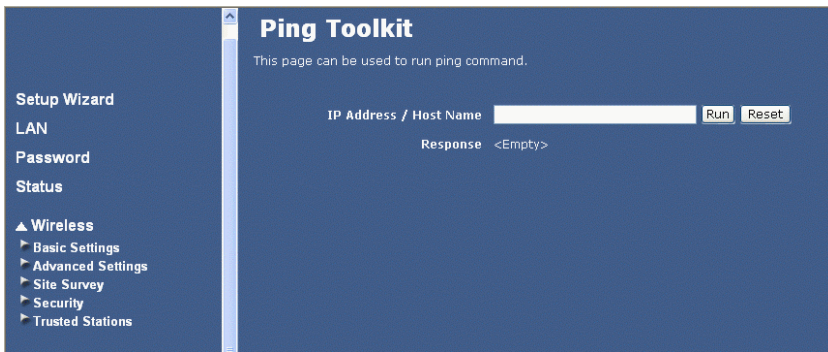 Setup Wizard
LAN
Password
Status
Wireless
Basic Settings
Advanced Settings
Site Survey
Security
Trusted Stations
Ping Toolkit
This page can be used to run ping command.
IP Address / Host Name Run Reset
Response <Empty>